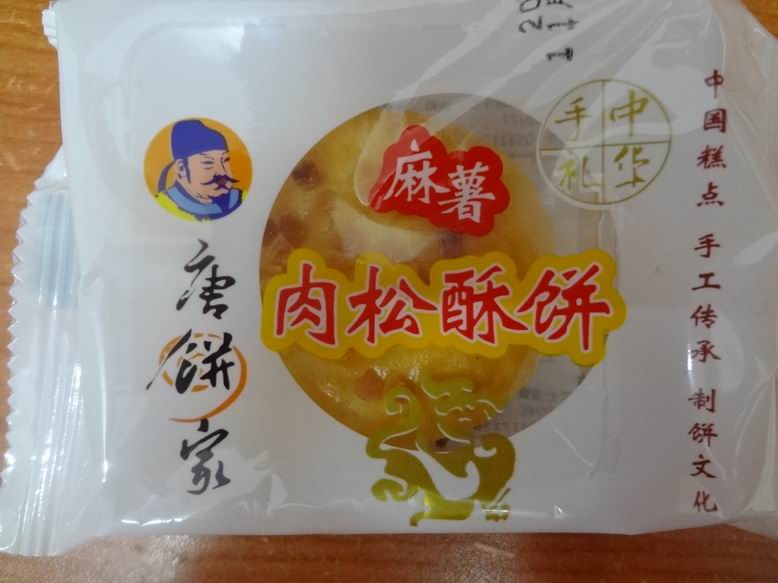 唐饼家
麻薯
肉松酥饼
中华
手礼
中国糕点 手工传承 制饼文化